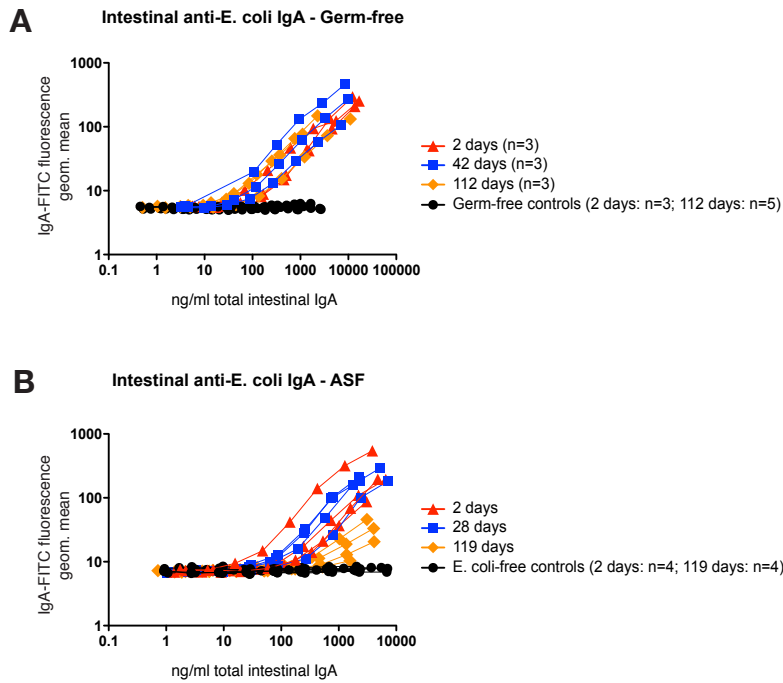 A
Intestinal anti-E. coli IgA - Germ-free
IgA-FITC fluorescence
geom. mean
1000
100
10
1
0.1 1 10 100 1000 10000 100000
ng/ml total intestinal IgA
2 days (n=3)
42 days (n=3)
112 days (n=3)
Germ-free controls (2 days: n=3; 112 days: n=5)
B
Intestinal anti-E. coli IgA - ASF
IgA-FITC fluorescence
geom. mean
1000
100
10
1
0.1 1 10 100 1000 10000
ng/ml total intestinal IgA
2 days
28 days
119 days
E. coli-free controls (2 days: n=4; 119 days: n=4)